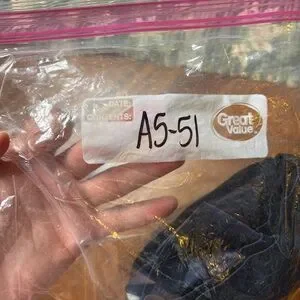 DATE:
CONTENTS:
A5-51
Great
Value